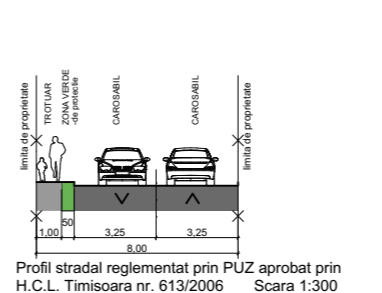 limita de proprietate
TROTUAR
ZONA VERDE
-de protectie
CAROSABIL
CAROSABIL
limita de proprietate
1,00
50
3,25
3,25
8,00
Profil stradal reglementat prin PUZ aprobat prin
H.C.L. Timisoara nr. 613/2006 Scara 1:300